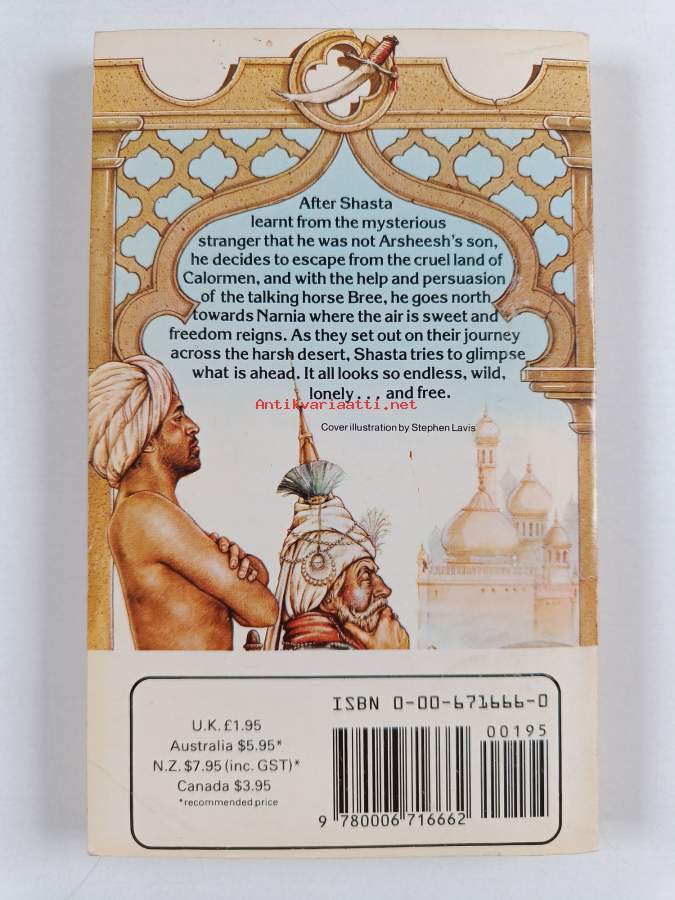 After Shasta
learnt from the mysterious
stranger that he was not Arsheesh's son,
he decides to escape from the cruel land of
Calormen, and with the help and persuasion
of the talking horse Bree, he goes north
towards Narnia where the air is sweet and
freedom reigns. As they set out on their journey
across the harsh desert, Shasta tries to glimpse
what is ahead. It all looks so endless, wild,
lonely . . . and free.
Antikvariaatti.net
Cover illustration by Stephen Lavis
U.K. £1.95
Australia $5.95*
N.Z. $7.95 (inc. GST)*
Canada $3.95
*recommended price
ISBN 0-00-671666-0
00195
9 780006 716662